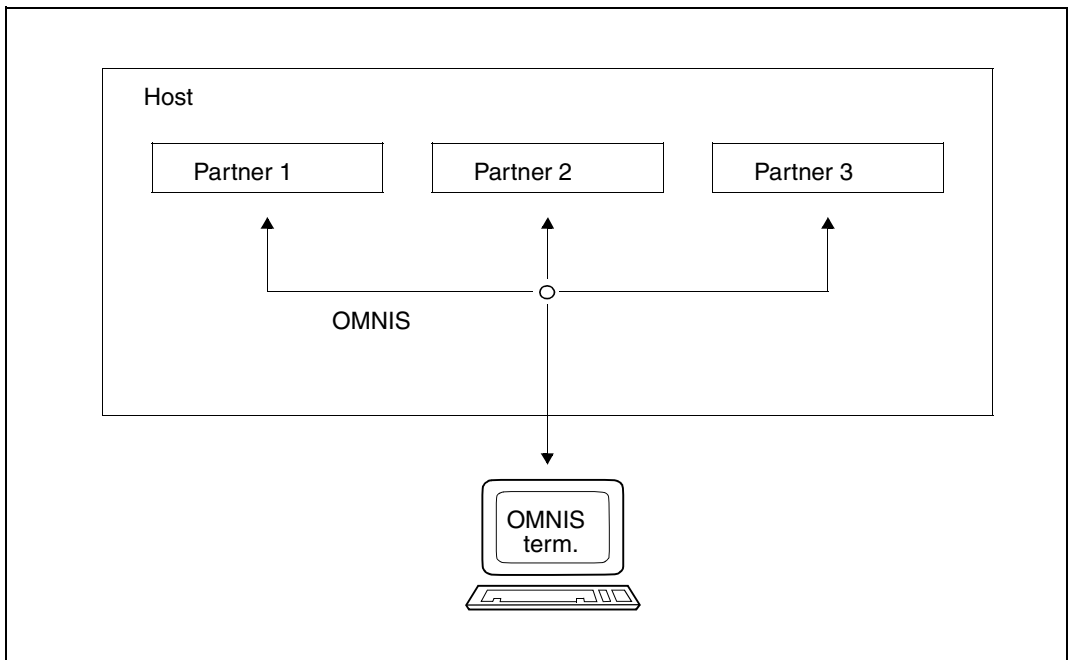 Host
Partner 1
Partner 2
Partner 3
OMNIS
OMNIS
term.